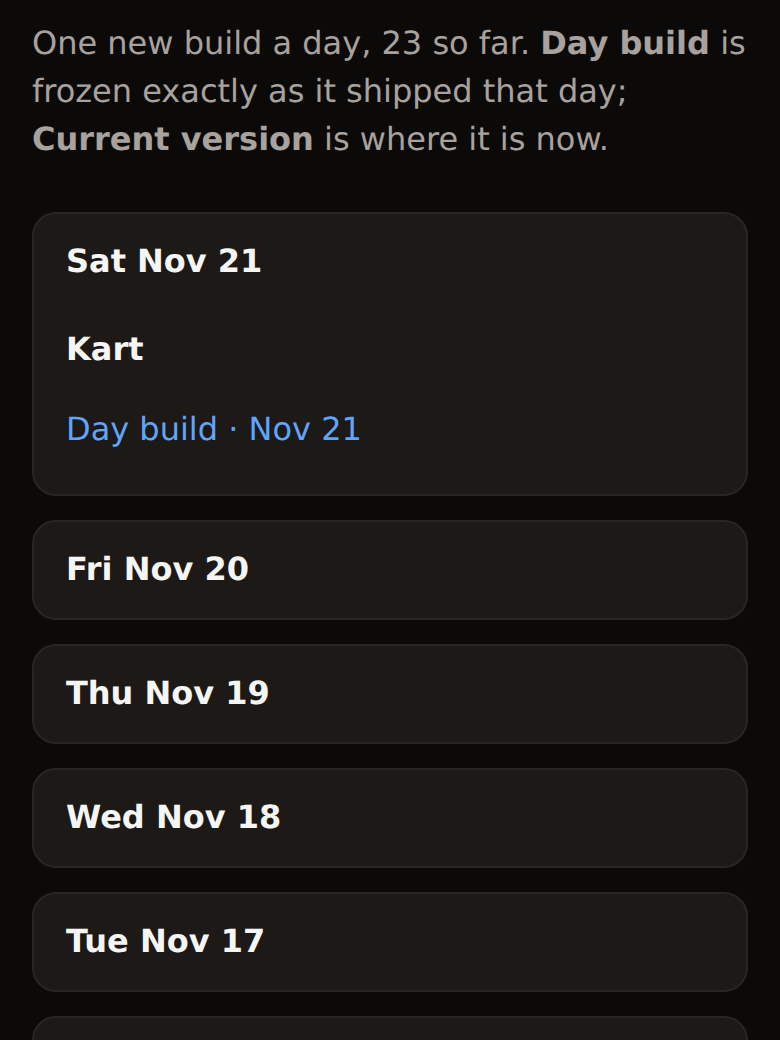 One new build a day, 23 so far. Day build is
frozen exactly as it shipped that day;
Current version is where it is now.
Sat Nov 21
Kart
Day build · Nov 21
Fri Nov 20
Thu Nov 19
Wed Nov 18
Tue Nov 17